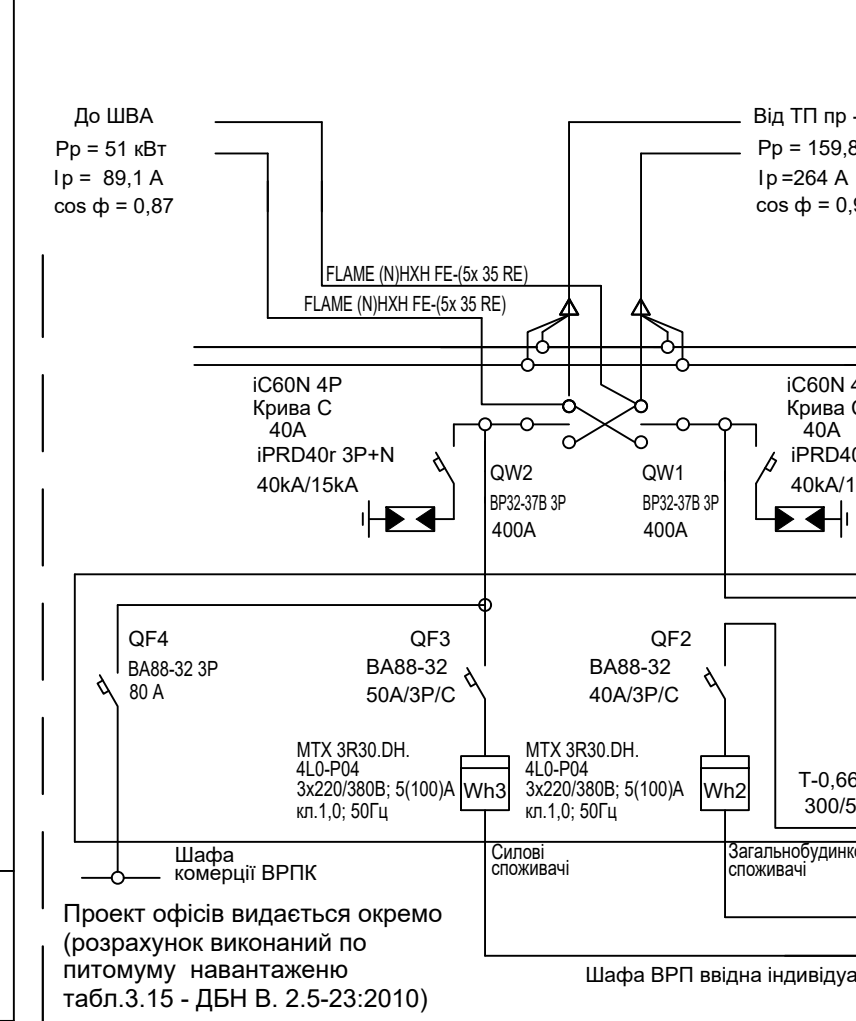 До ШВА
Рр = 51 кВт
Iр = 89,1 А
cos ф = 0,87
Від ТП пр -
Рр = 159,8
Iр =264 А
cos ф = 0,9
FLAME (N)HXH FE-(5x 35 RE)
FLAME (N)HXH FE-(5x 35 RE)
iC60N 4P
Крива С
40А
iPRD40r 3P+N
40kA/15kA
iC60N 4
Крива С
40А
iPRD40
40kA/1
QW2
ВР32-37В 3Р
400А
QW1
ВР32-37В 3Р
400А
QF4
ВА88-32 3Р
80 А
QF3
ВА88-32
50А/3Р/С
QF2
ВА88-32
40А/3Р/С
MTX 3R30.DH.
4L0-P04
3x220/380В; 5(100)А
кл.1,0; 50Гц
Wh3
MTX 3R30.DH.
4L0-P04
3x220/380В; 5(100)А
кл.1,0; 50Гц
Wh2
Т-0,66
300/5
Шафа
комерції ВРПК
Силові
споживачі
Загальнобудинко
споживачі
Проект офісів видається окремо
(розрахунок виконаний по
питомуму навантаженю
табл.3.15 - ДБН В. 2.5-23:2010)
Шафа ВРП ввідна індивідуа